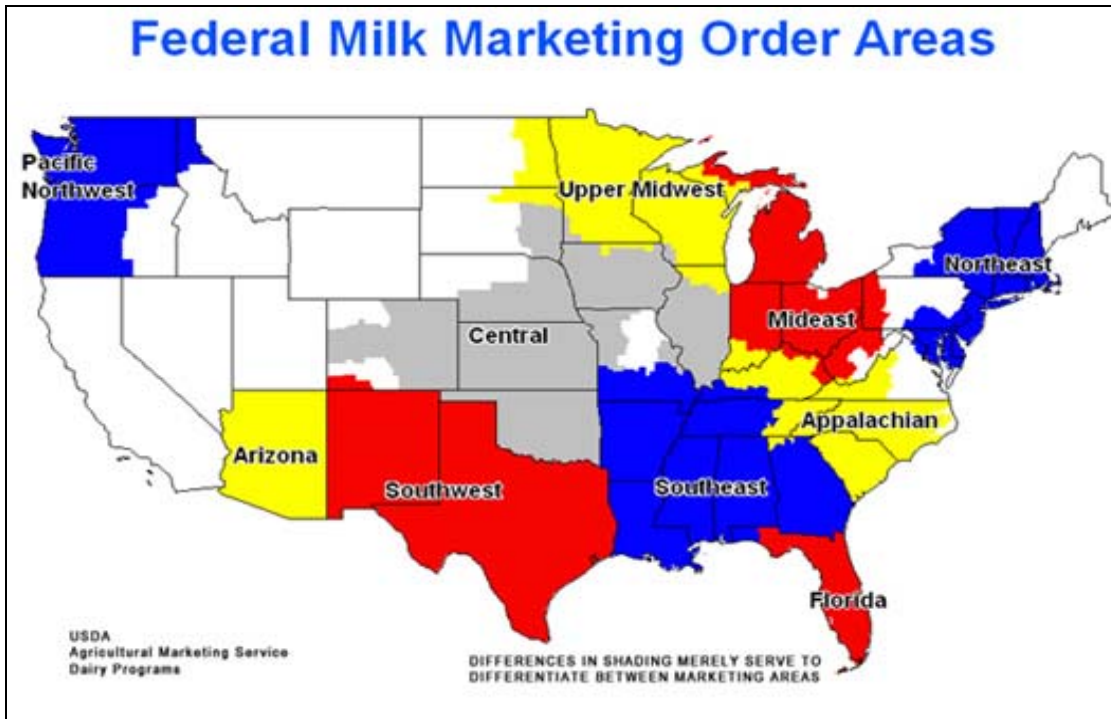 Federal Milk Marketing Order Areas
Pacific
Northwest
Upper Midwest
Northeast
Mideast
Central
Appalachian
Arizona
Southwest
Southeast
Florida
USDA
Agricultural Marketing Service
Dairy Programs
DIFFERENCES IN SHADING MERELY SERVE TO
DIFFERENTIATE BETWEEN MARKETING AREAS